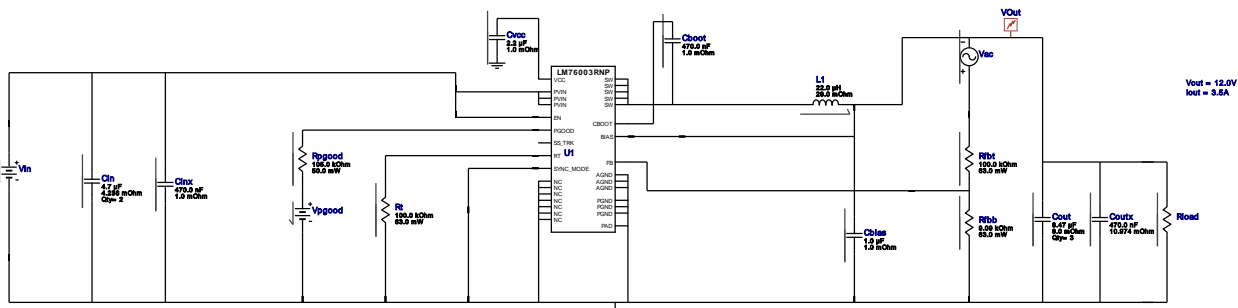 VOut
Cvcc
2.2 µF
1.0 mOhm
Cboot
470.0 nF
1.0 mOhm
Vac
LM76003RNP
VCC
PVIN
PVIN
PVIN
EN
PGOOD
SS_TRK
RT
SYNC_MODE
NC
NC
NC
NC
NC
NC
NC
U1
SW
SW
SW
SW
SW
CBOOT
BIAS
FB
AGND
AGND
AGND
PGND
PGND
PGND
PAD
L1
22.0 µH
28.0 mOhm
Vout = 12.0V
Iout = 3.5A
Vin
Cin
4.7 µF
4.255 mOhm
Qty= 2
Cinx
470.0 nF
1.0 mOhm
Rpgood
105.0 kOhm
50.0 mW
Vpgood
Rt
100.0 kOhm
63.0 mW
Rfbt
100.0 kOhm
63.0 mW
Rfbb
9.09 kOhm
63.0 mW
Cbias
1.0 µF
1.0 mOhm
Cout
8.47 µF
5.0 mOhm
Qty= 3
Coutx
470.0 nF
10.974 mOhm
Rload